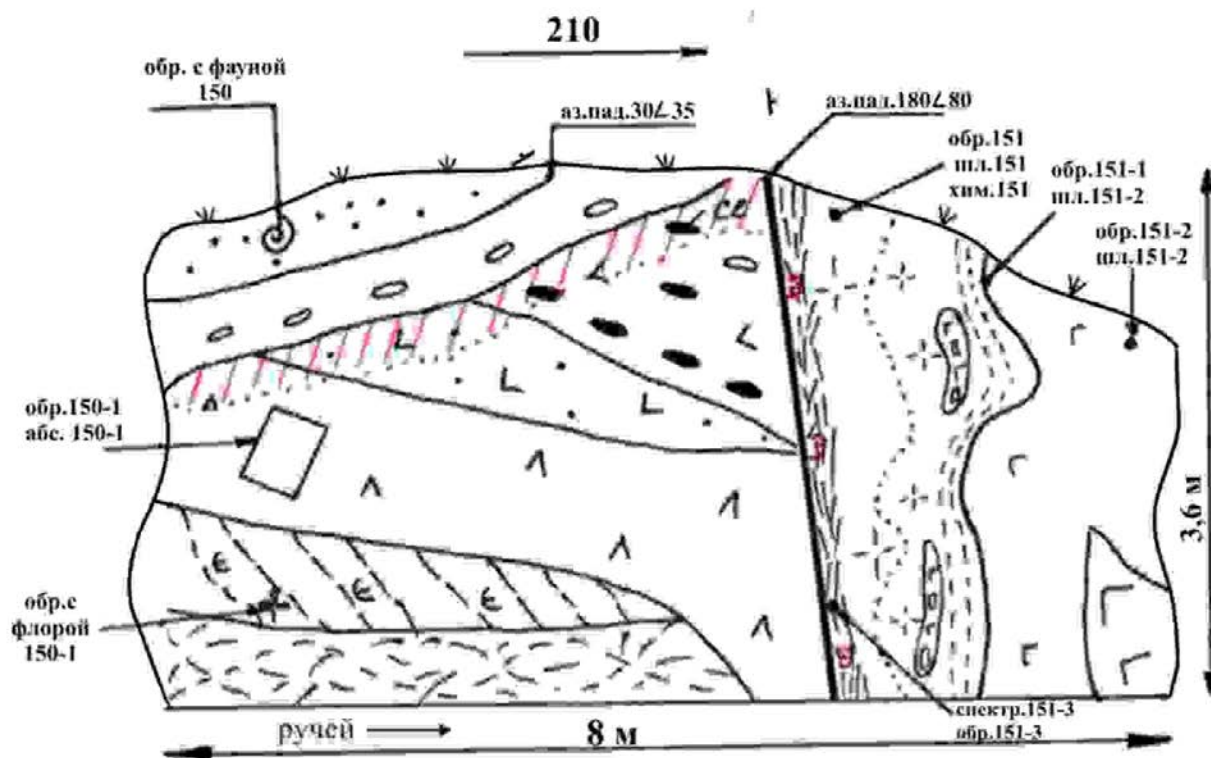 210
обр. с фауной
150
аз.пад.30∠35
аз.пад.180∠80
обр.151
шл.151
хим.151
обр.151-1
шл.151-2
обр.151-2
шл.151-2
обр.150-1
абс. 150-1
3,6 м
обр.с
флорой
150-1
спектр.151-3
обр.151-3
ручей
8 м